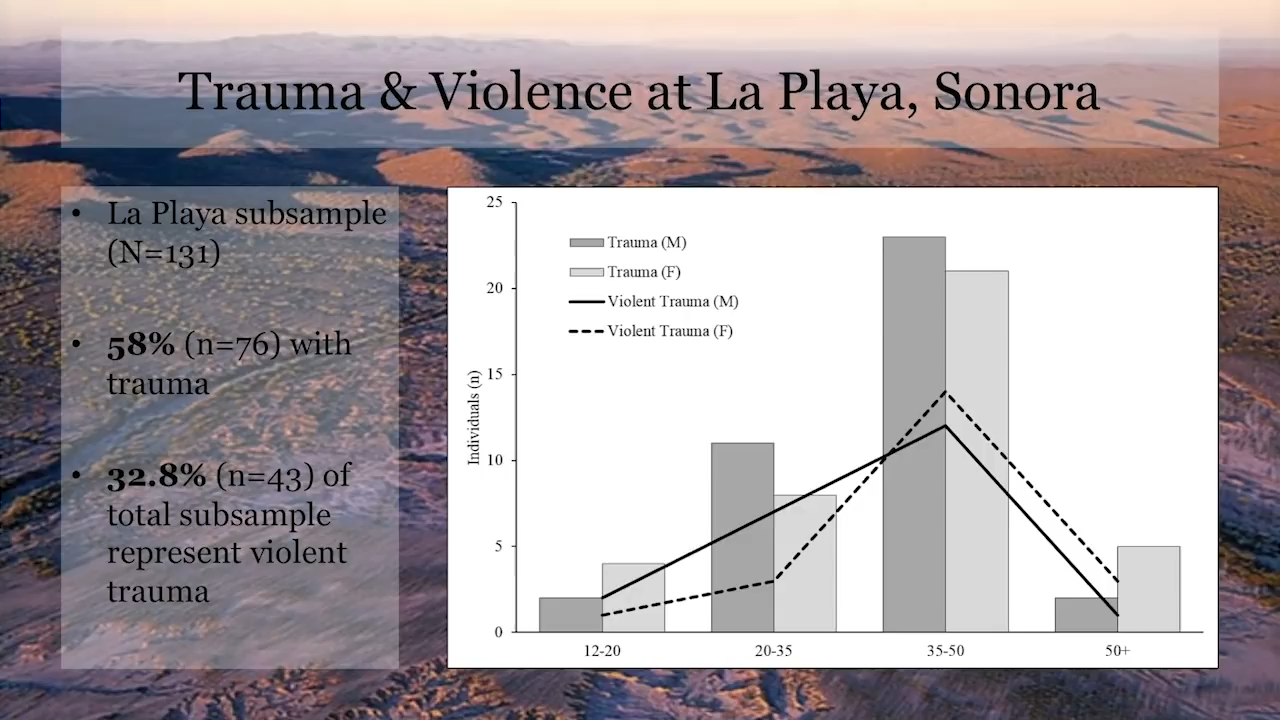 Trauma & Violence at La Playa, Sonora
• La Playa subsample
(N=131)
• 58% (n=76) with
trauma
• 32.8% (n=43) of
total subsample
represent violent
trauma
25
20
15
10
5
0
Individuals (n)
Trauma (M)
Trauma (F)
Violent Trauma (M)
Violent Trauma (F)
12-20
20-35
35-50
50+